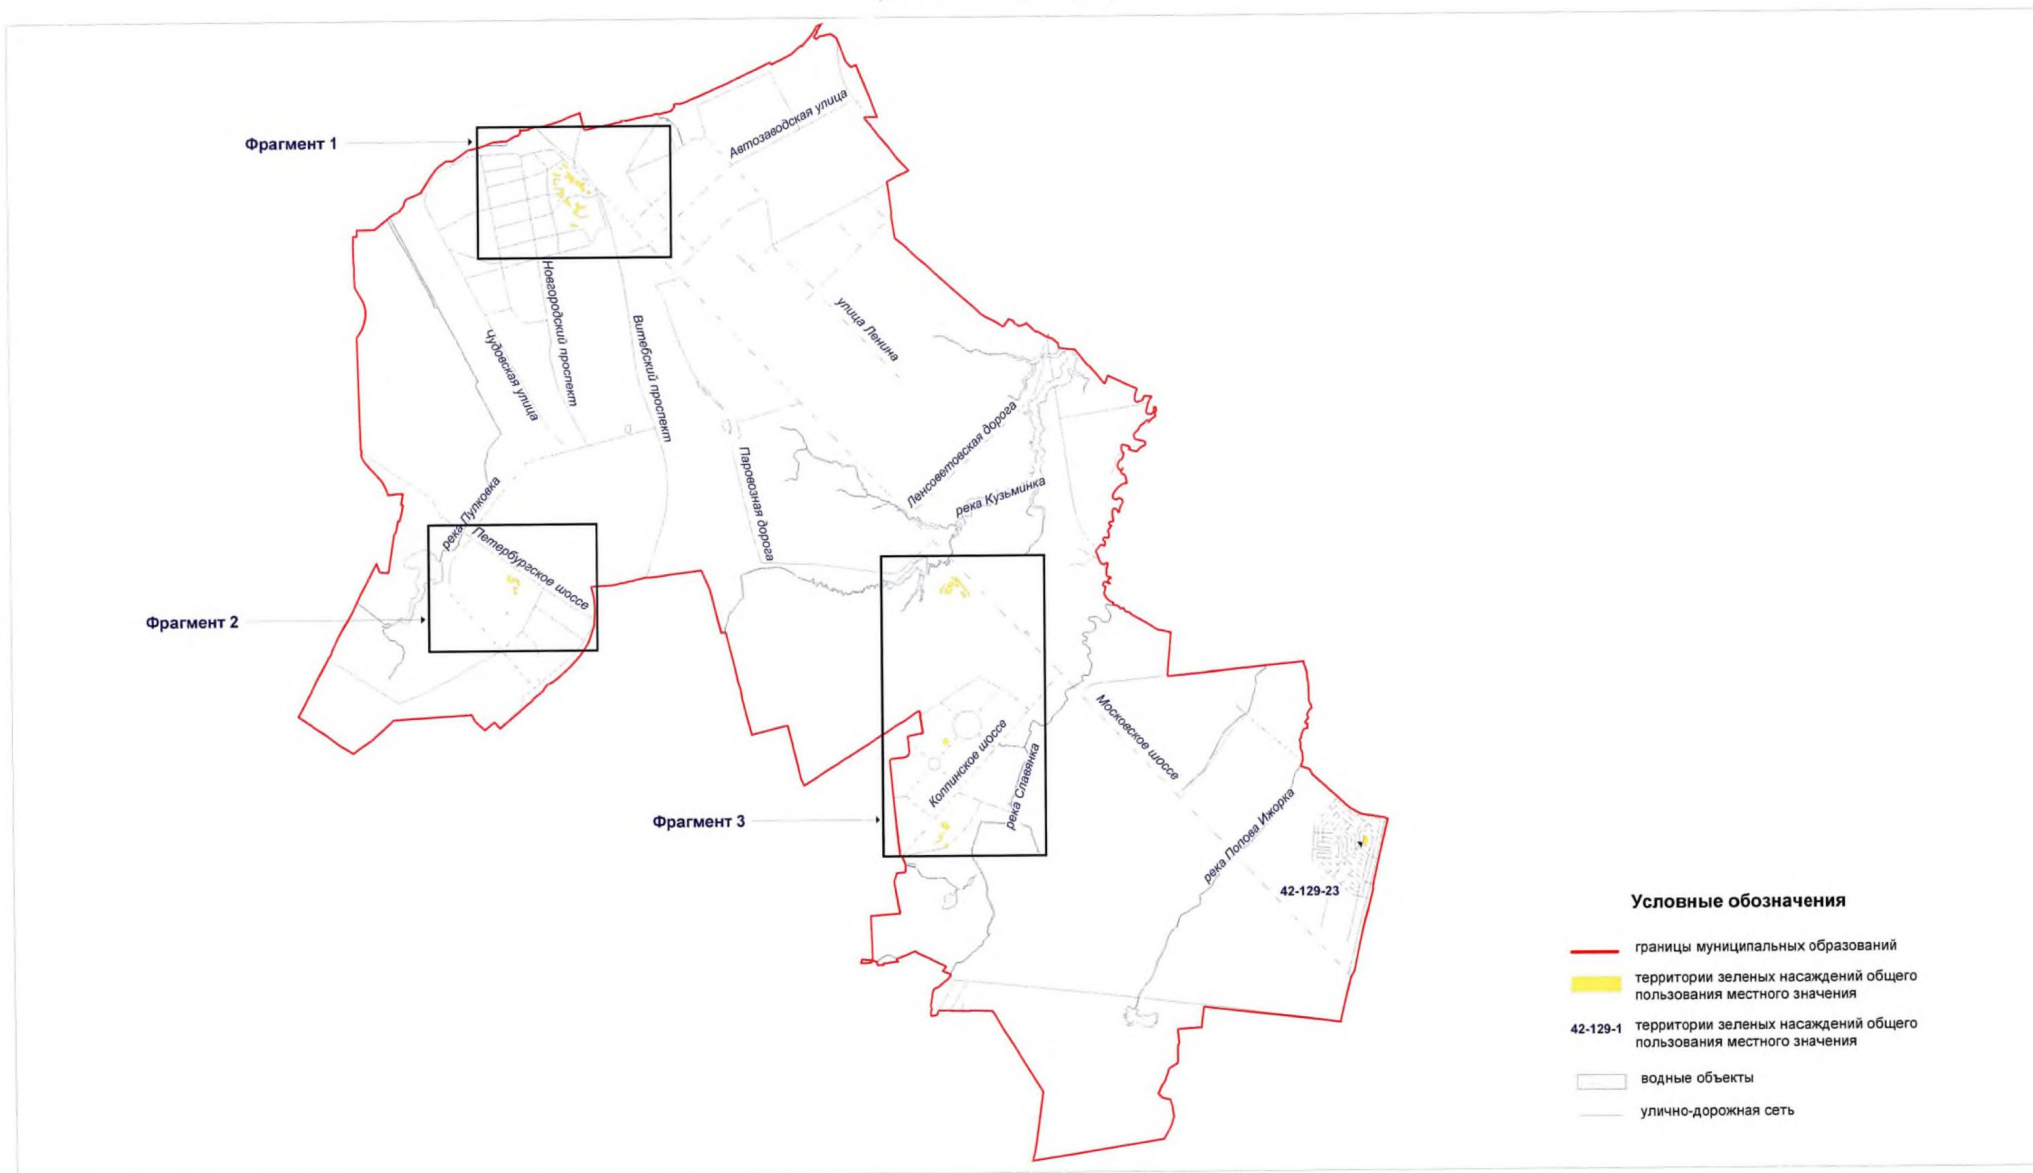 Фрагмент 1
Автозаводская улица
Новгородский проспект
Чудовская улица
Витебский проспект
улица Ленина
Паровозная дорога
Ленсоветовская дорога
река Кузьминка
река Пулковка
Петербургское шоссе
Фрагмент 2
Московское шоссе
Колпинское шоссе
река Славянка
Фрагмент 3
река Попова Ижорка
42-129-23
Условные обозначения
границы муниципальных образований
территории зеленых насаждений общего
пользования местного значения
42-129-1 территории зеленых насаждений общего
пользования местного значения
водные объекты
улично-дорожная сеть